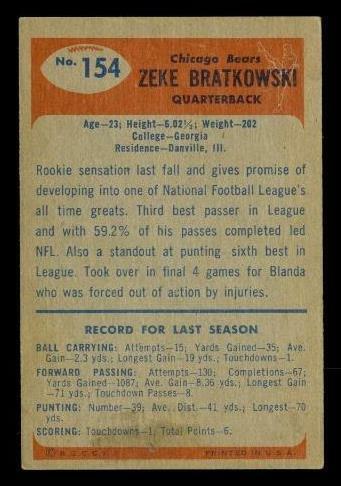 No. 154
Chicago Bears
ZEKE BRATKOWSKI
QUARTERBACK
Age—23; Height—6.02½; Weight—202
College—Georgia
Residence—Danville, Ill.
Rookie sensation last fall and gives promise of
developing into one of National Football League's
all time greats. Third best passer in League
and with 59.2% of his passes completed led
NFL. Also a standout at punting sixth best in
League. Took over in final 4 games for Blanda
who was forced out of action by injuries.
RECORD FOR LAST SEASON
BALL CARRYING: Attempts—15; Yards Gained—35; Ave.
Gain—2.3 yds.; Longest Gain—19 yds.; Touchdowns—1.
FORWARD PASSING: Attempts—130; Completions—67;
Yards Gained—1087; Ave. Gain—8.36 yds.; Longest Gain
—71 yds.; Touchdown Passes—8.
PUNTING: Number—39; Ave. Dist.—41 yds.; Longest—70
yds.
SCORING: Touchdowns—1, Total Points—6.
© B. G. C. I. PRINTED IN U.S.A.